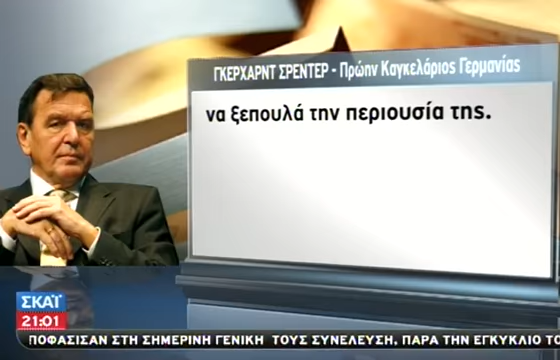 ΓΚΕΡΧΑΡΝΤ ΣΡΕΝΤΕΡ - Πρώην Καγκελάριος Γερμανίας
να ξεπουλά την περιουσία της.
ΣΚΑΪ
21:01
ΠΟΦΑΣΙΣΑΝ ΣΤΗ ΣΗΜΕΡΙΝΗ ΓΕΝΙΚΗ ΤΟΥΣ ΣΥΝΕΛΕΥΣΗ, ΠΑΡΑ ΤΗΝ ΕΓΚΥΚΛΙΟ ΤΟ